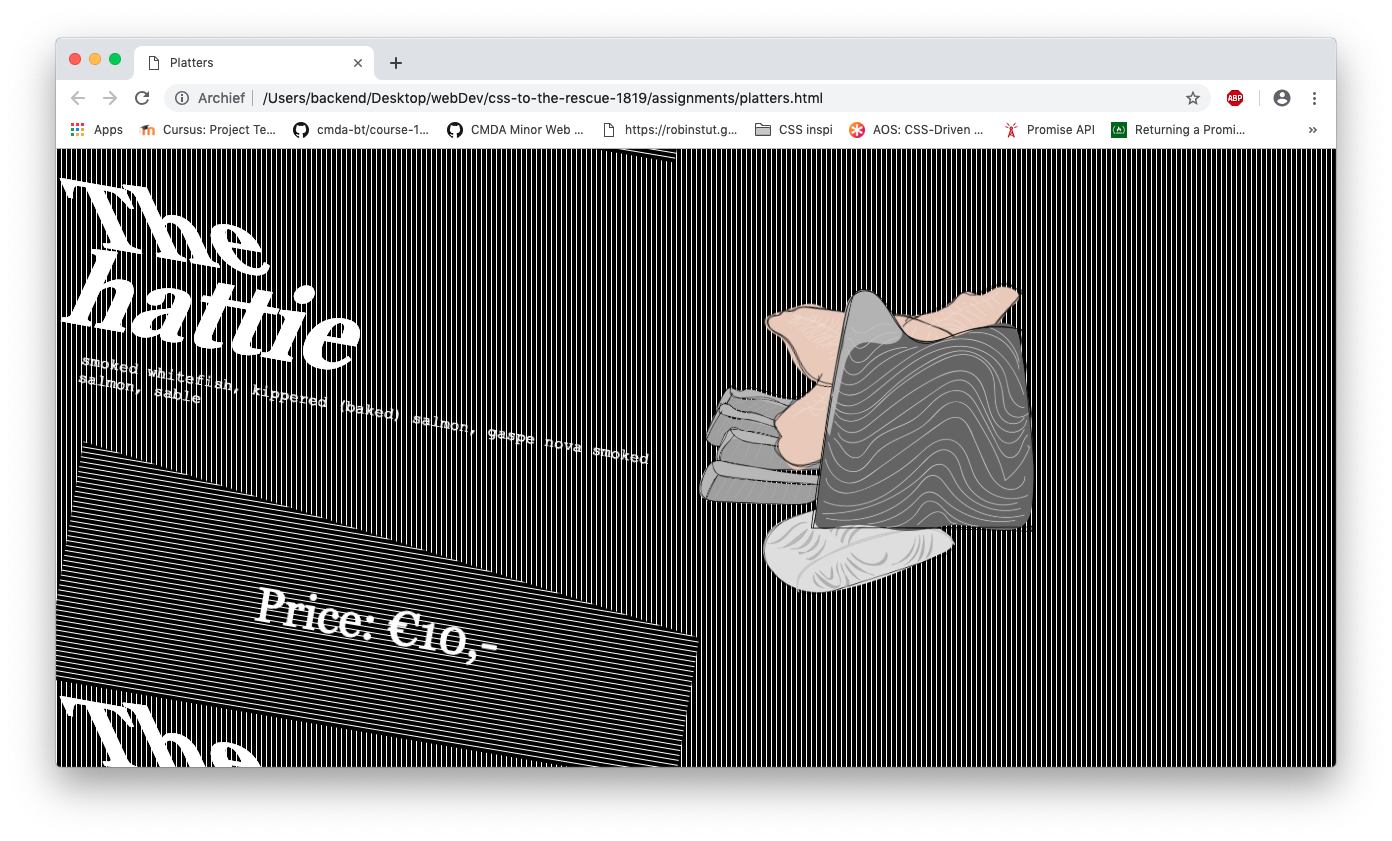 Platters
Archief /Users/backend/Desktop/webDev/css-to-the-rescue-1819/assignments/platters.html
ABP
Apps Cursus: Project Te... cmda-bt/course-1... CMDA Minor Web ... https://robinstut.g... CSS inspi AOS: CSS-Driven ... Promise API Returning a Promi... »
The
hattie
smoked whitefish, kippered (baked) salmon, gaspe nova smoked
salmon, sable
Price: €10,-
The